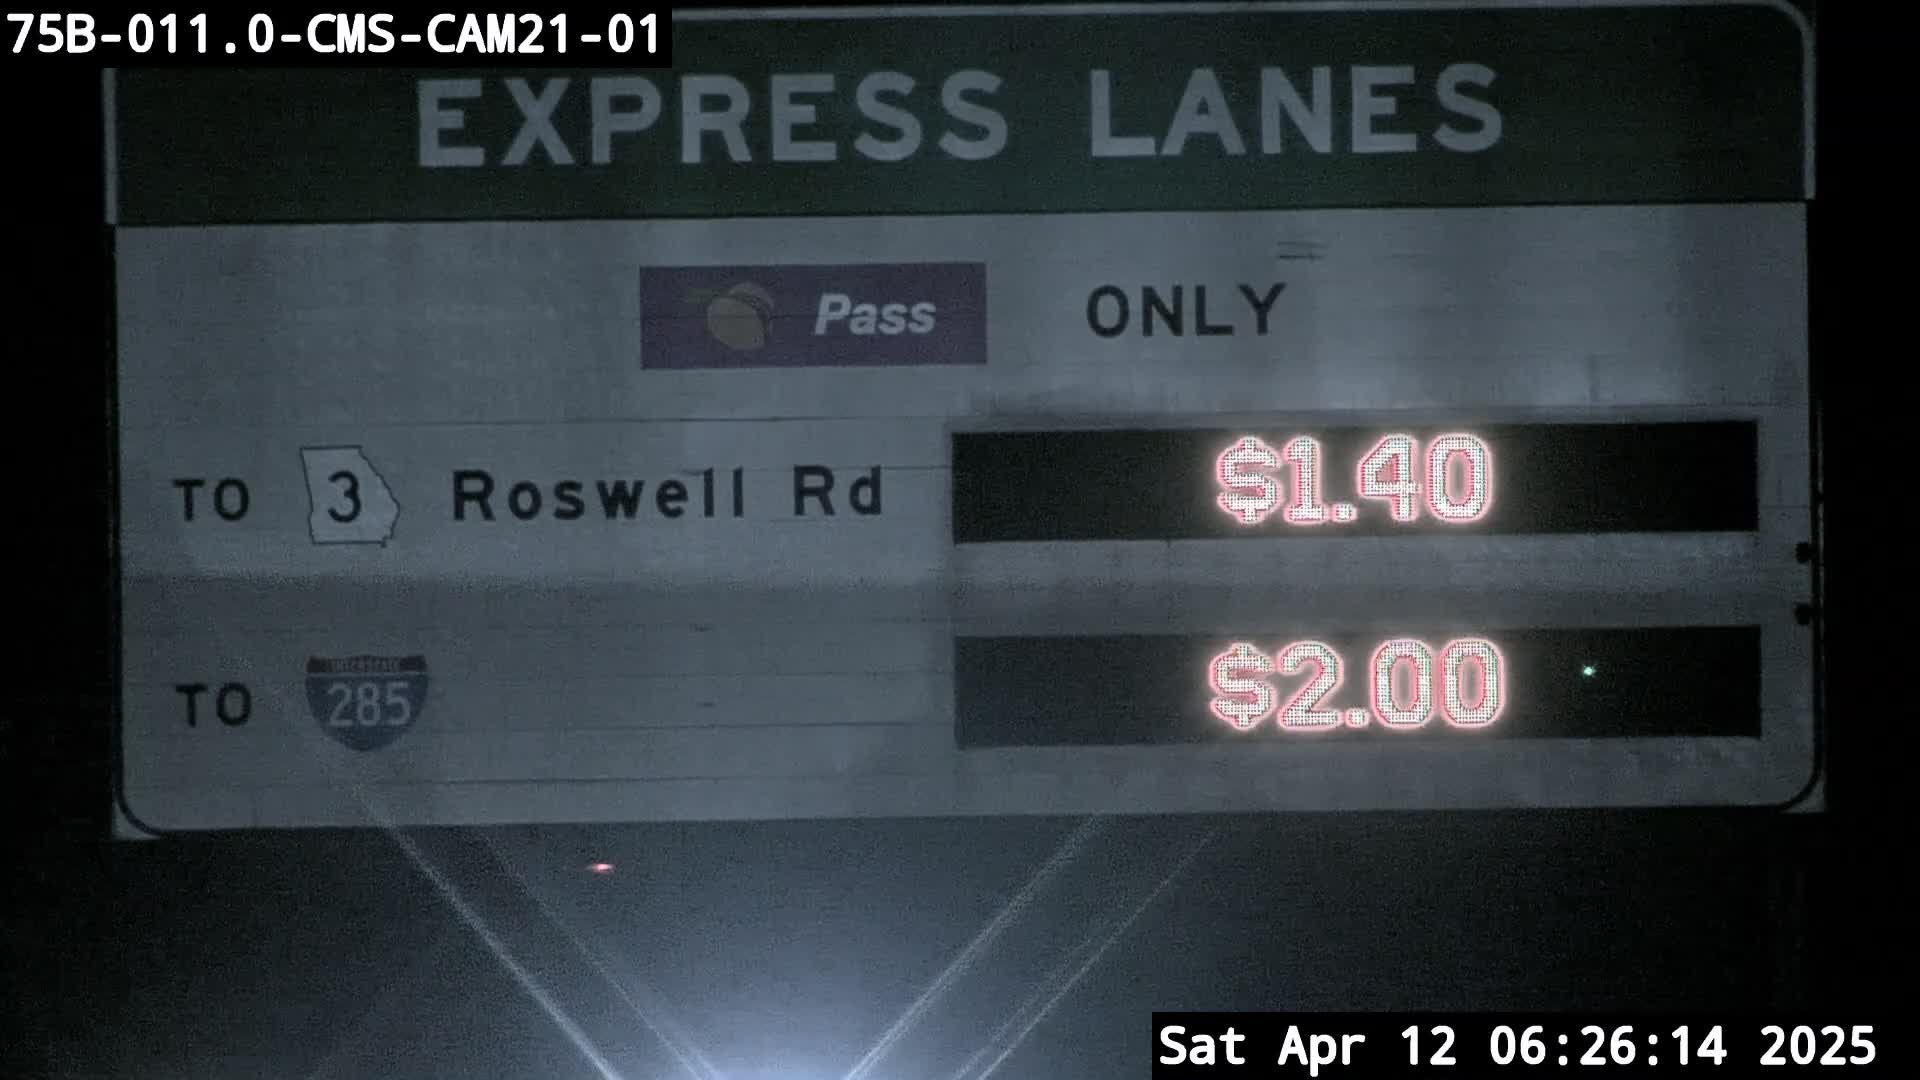 75B-011.0-CMS-CAM21-01
EXPRESS LANES
Pass ONLY
TO 3 Roswell Rd $1.40
INTERSTATE
TO 285 $2.00
Sat Apr 12 06:26:14 2025